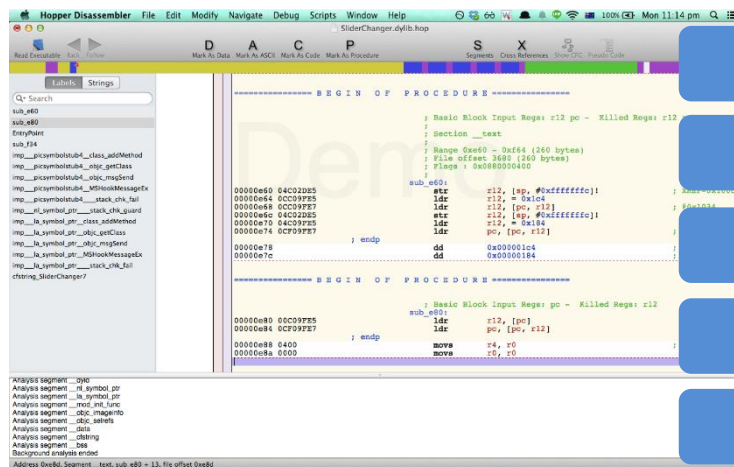 Hopper Disassembler File Edit Modify Navigate Debug Scripts Window Help 100% Mon 11:14 pm
SliderChanger.dylib.hop
D A C P S X
Read Executable Back Follow Mark As Data Mark As ASCII Mark As Code Mark As Procedure Segments Cross References Show CFG Pseudo Code
Labels Strings
Search
sub_e60
sub_e80
EntryPoint
sub_f34
imp___picsymbolstub4__class_addMethod
imp___picsymbolstub4__objc_getClass
imp___picsymbolstub4__objc_msgSend
imp___picsymbolstub4__MSHookMessageEx
imp___picsymbolstub4____stack_chk_fail
imp___nl_symbol_ptr____stack_chk_guard
imp___la_symbol_ptr__class_addMethod
imp___la_symbol_ptr__objc_getClass
imp___la_symbol_ptr__objc_msgSend
imp___la_symbol_ptr__MSHookMessageEx
imp___la_symbol_ptr____stack_chk_fail
cfstring_SliderChanger7
Demo
================ B E G I N   O F   P R O C E D U R E ================
; Basic Block Input Regs: r12 pc - Killed Regs: r12
;
; Section __text
;
; Range 0xe60 - 0xf64 (260 bytes)
; File offset 3680 (260 bytes)
; Flags : 0x0880000400
;
sub_e60:
00000e60 04C02DE5 str r12, [sp, #0xfffffffc]!
00000e64 0CC09FE5 ldr r12, = 0x1c4
00000e68 0CC09FE7 ldr r12, [pc, r12]
00000e6c 04C02DE5 str r12, [sp, #0xfffffffc]!
00000e70 04C09FE5 ldr r12, = 0x184
00000e74 0CF09FE7 ldr pc, [pc, r12]
; endp
00000e78 dd 0x000001c4
00000e7c dd 0x00000184
================ B E G I N   O F   P R O C E D U R E ================
; Basic Block Input Regs: pc - Killed Regs: r12
sub_e80:
00000e80 00C09FE5 ldr r12, [pc]
00000e84 0CF09FE7 ldr pc, [pc, r12]
; endp
00000e88 0400 movs r4, r0
00000e8a 0000 movs r0, r0
Analysis segment __dyld
Analysis segment __nl_symbol_ptr
Analysis segment __la_symbol_ptr
Analysis segment __mod_init_func
Analysis segment __objc_imageinfo
Analysis segment __objc_selrefs
Analysis segment __data
Analysis segment __cfstring
Analysis segment __bss
Background analysis ended
Address 0xe8d, Segment __text, sub_e80 + 13, file offset 0xe8d